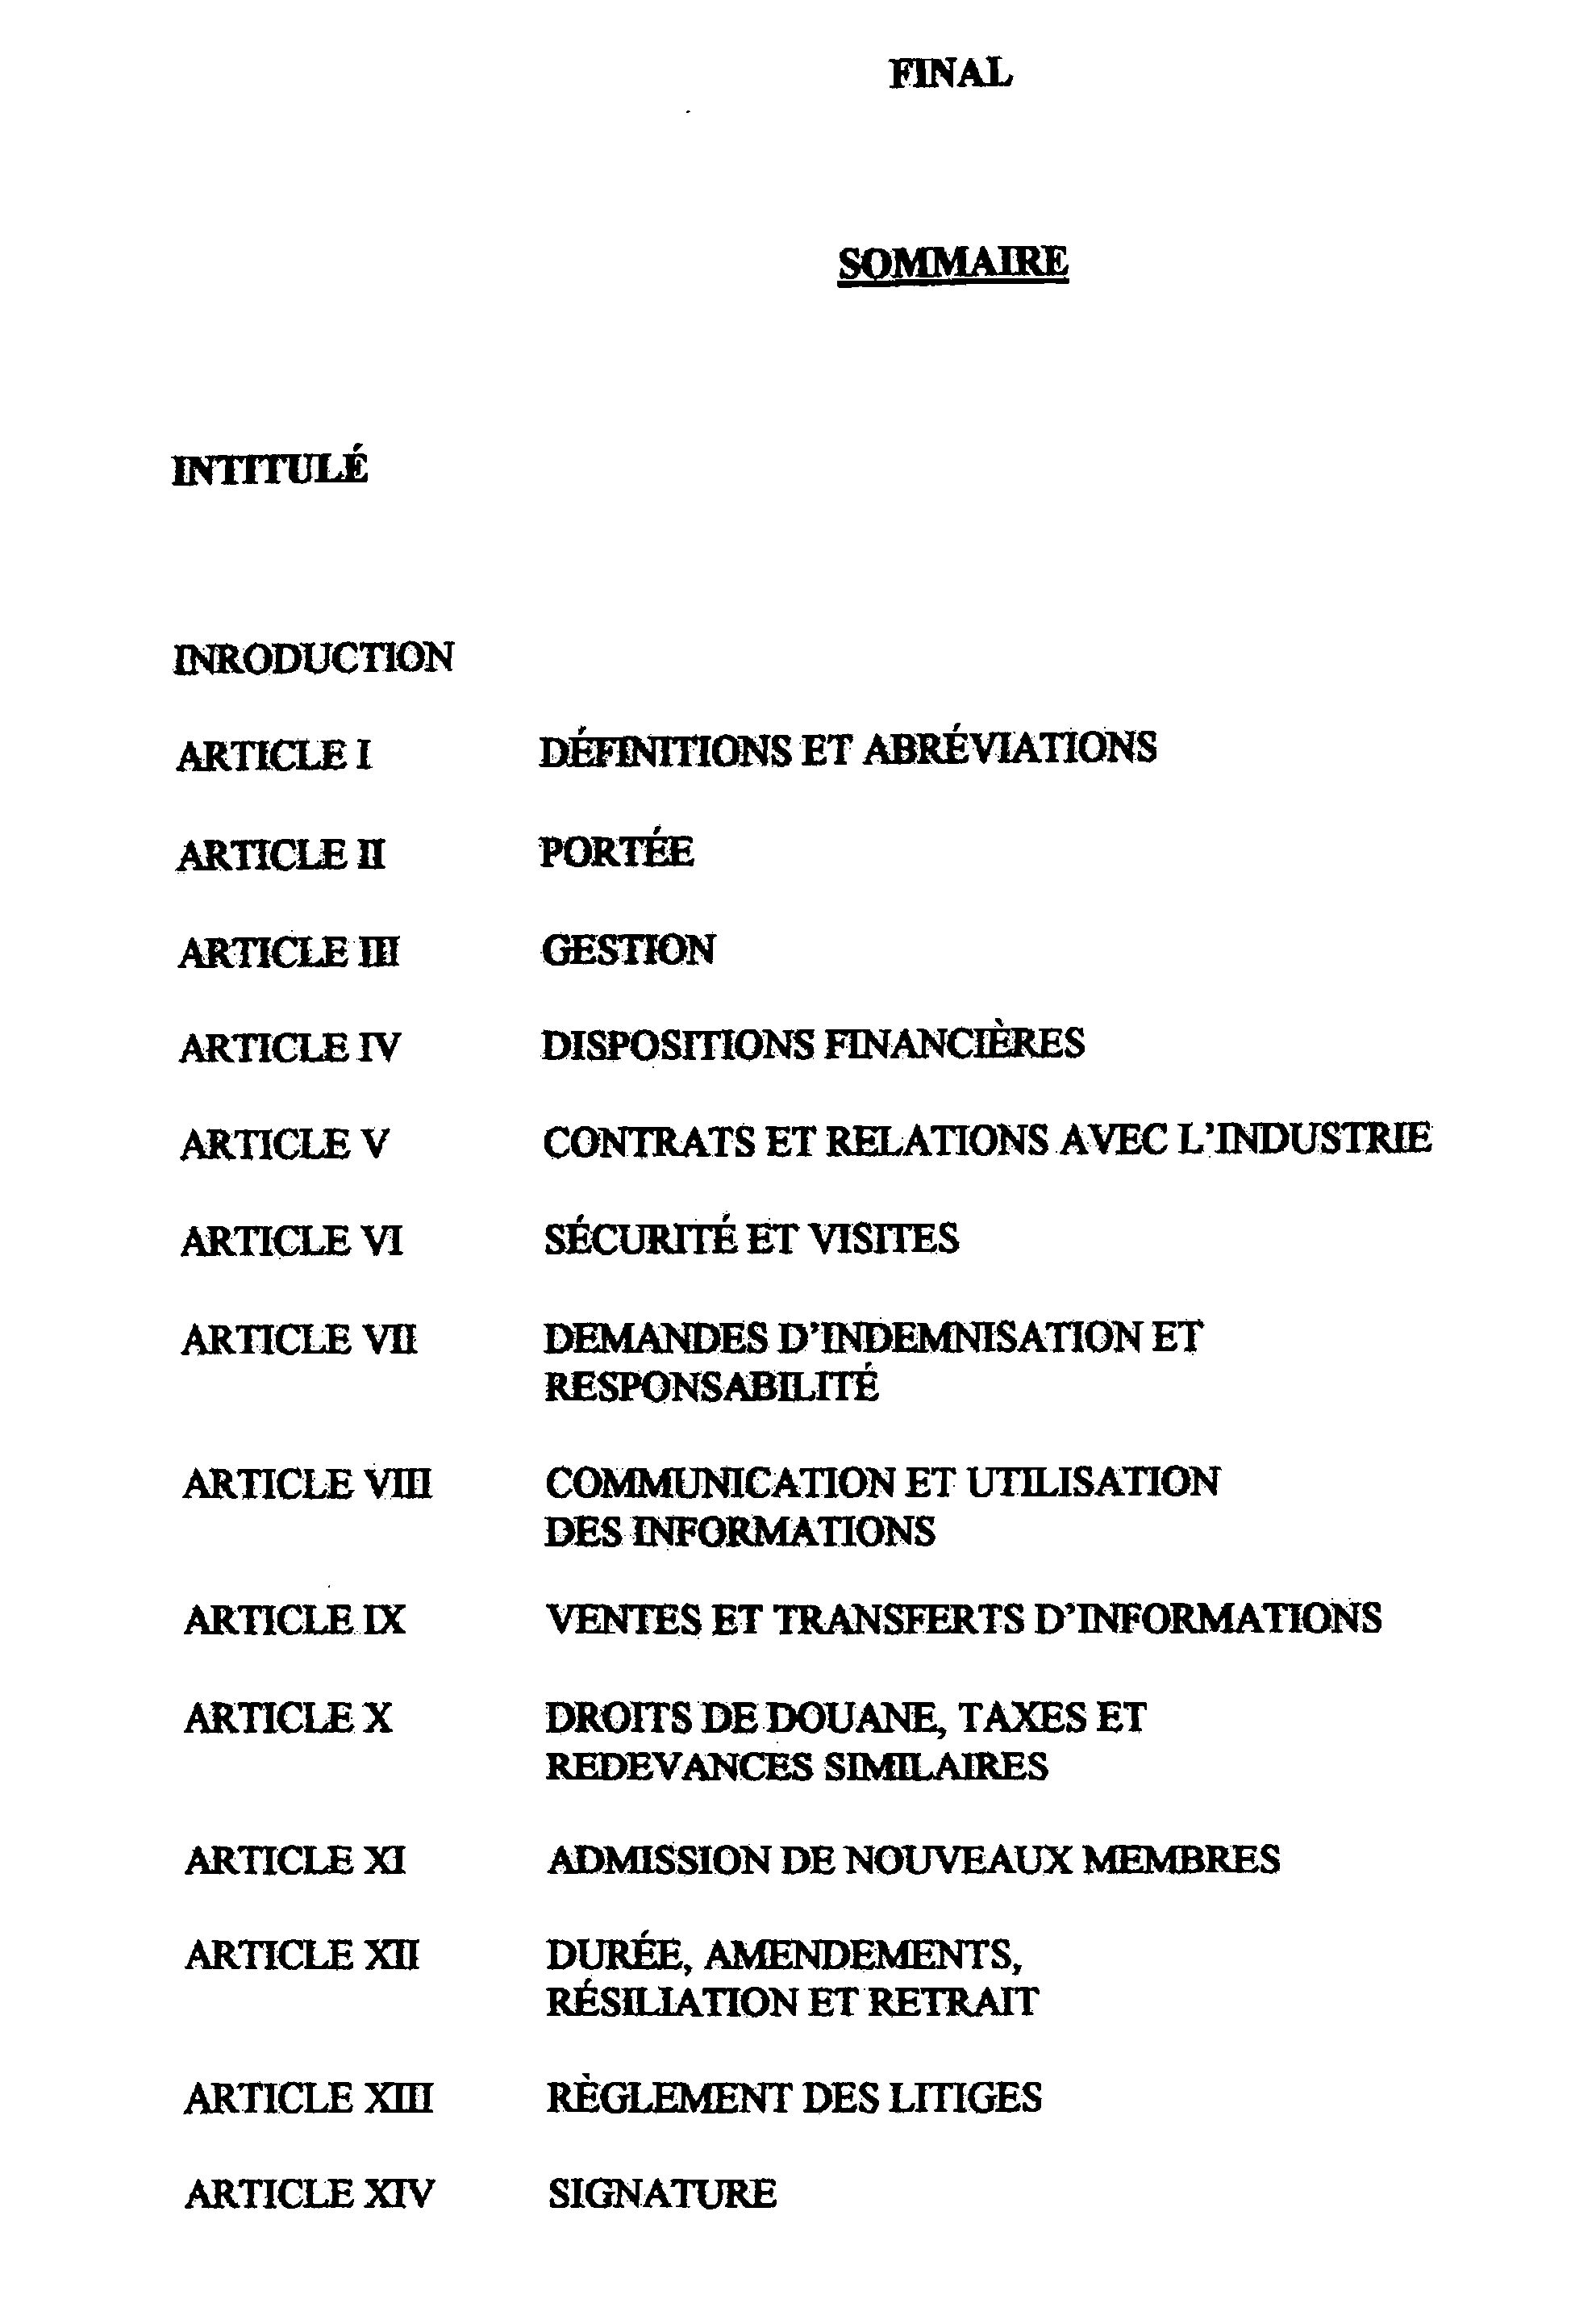 FINAL
SOMMAIRE
INTITULÉ
INRODUCTION
ARTICLE I DÉFINITIONS ET ABRÉVIATIONS
ARTICLE II PORTÉE
ARTICLE III GESTION
ARTICLE IV DISPOSITIONS FINANCIÈRES
ARTICLE V CONTRATS ET RELATIONS AVEC L'INDUSTRIE
ARTICLE VI SÉCURITÉ ET VISITES
ARTICLE VII DEMANDES D'INDEMNISATION ET
RESPONSABILITÉ
ARTICLE VIII COMMUNICATION ET UTILISATION
DES INFORMATIONS
ARTICLE IX VENTES ET TRANSFERTS D'INFORMATIONS
ARTICLE X DROITS DE DOUANE, TAXES ET
REDEVANCES SIMILAIRES
ARTICLE XI ADMISSION DE NOUVEAUX MEMBRES
ARTICLE XII DURÉE, AMENDEMENTS,
RÉSILIATION ET RETRAIT
ARTICLE XIII RÈGLEMENT DES LITIGES
ARTICLE XIV SIGNATURE